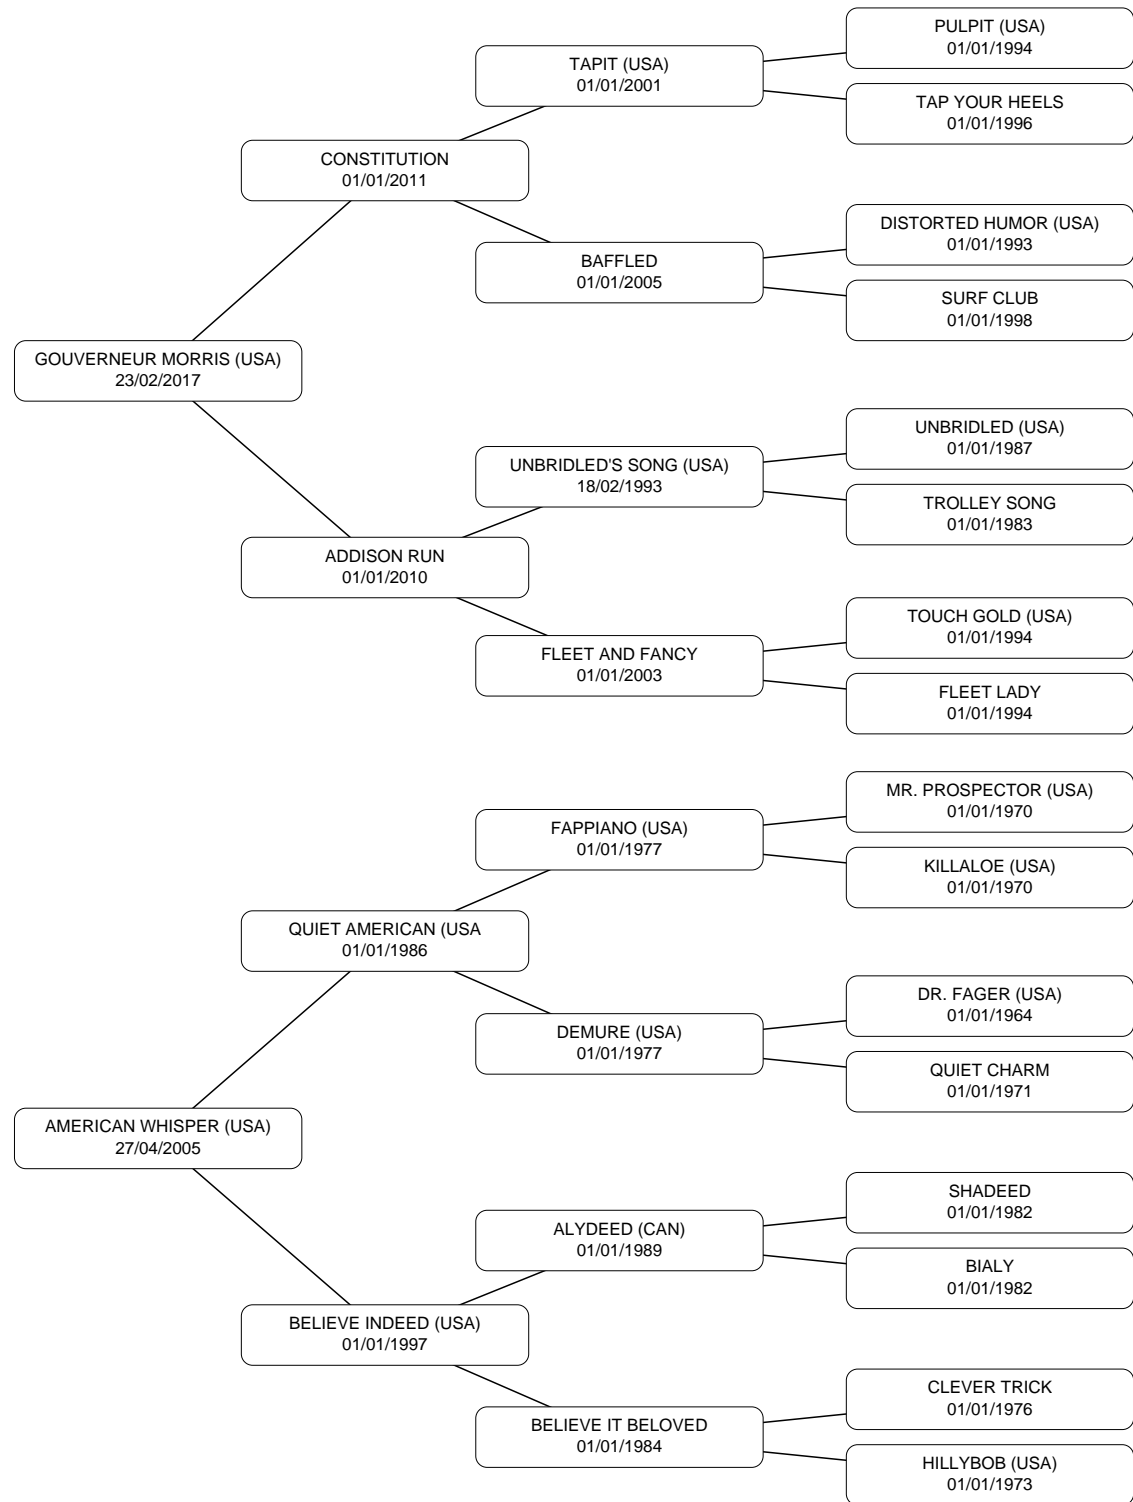 PULPIT (USA)
01/01/1994
TAPIT (USA)
01/01/2001
TAP YOUR HEELS
01/01/1996
CONSTITUTION
01/01/2011
DISTORTED HUMOR (USA)
01/01/1993
BAFFLED
01/01/2005
SURF CLUB
01/01/1998
GOUVERNEUR MORRIS (USA)
23/02/2017
UNBRIDLED (USA)
01/01/1987
UNBRIDLED'S SONG (USA)
18/02/1993
TROLLEY SONG
01/01/1983
ADDISON RUN
01/01/2010
TOUCH GOLD (USA)
01/01/1994
FLEET AND FANCY
01/01/2003
FLEET LADY
01/01/1994
MR. PROSPECTOR (USA)
01/01/1970
FAPPIANO (USA)
01/01/1977
KILLALOE (USA)
01/01/1970
QUIET AMERICAN (USA
01/01/1986
DR. FAGER (USA)
01/01/1964
DEMURE (USA)
01/01/1977
QUIET CHARM
01/01/1971
AMERICAN WHISPER (USA)
27/04/2005
SHADEED
01/01/1982
ALYDEED (CAN)
01/01/1989
BIALY
01/01/1982
BELIEVE INDEED (USA)
01/01/1997
CLEVER TRICK
01/01/1976
BELIEVE IT BELOVED
01/01/1984
HILLYBOB (USA)
01/01/1973